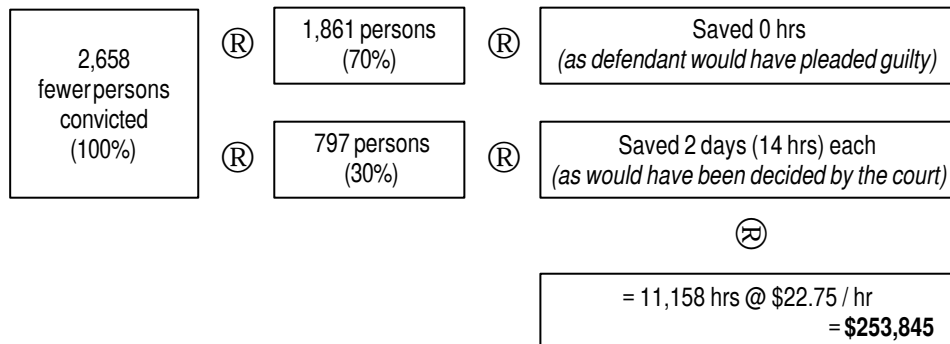 2,658
fewer persons
convicted
(100%)
®
1,861 persons
(70%)
®
Saved 0 hrs
(as defendant would have pleaded guilty)
®
797 persons
(30%)
®
Saved 2 days (14 hrs) each
(as would have been decided by the court)
®
= 11,158 hrs @ $22.75 / hr
= $253,845